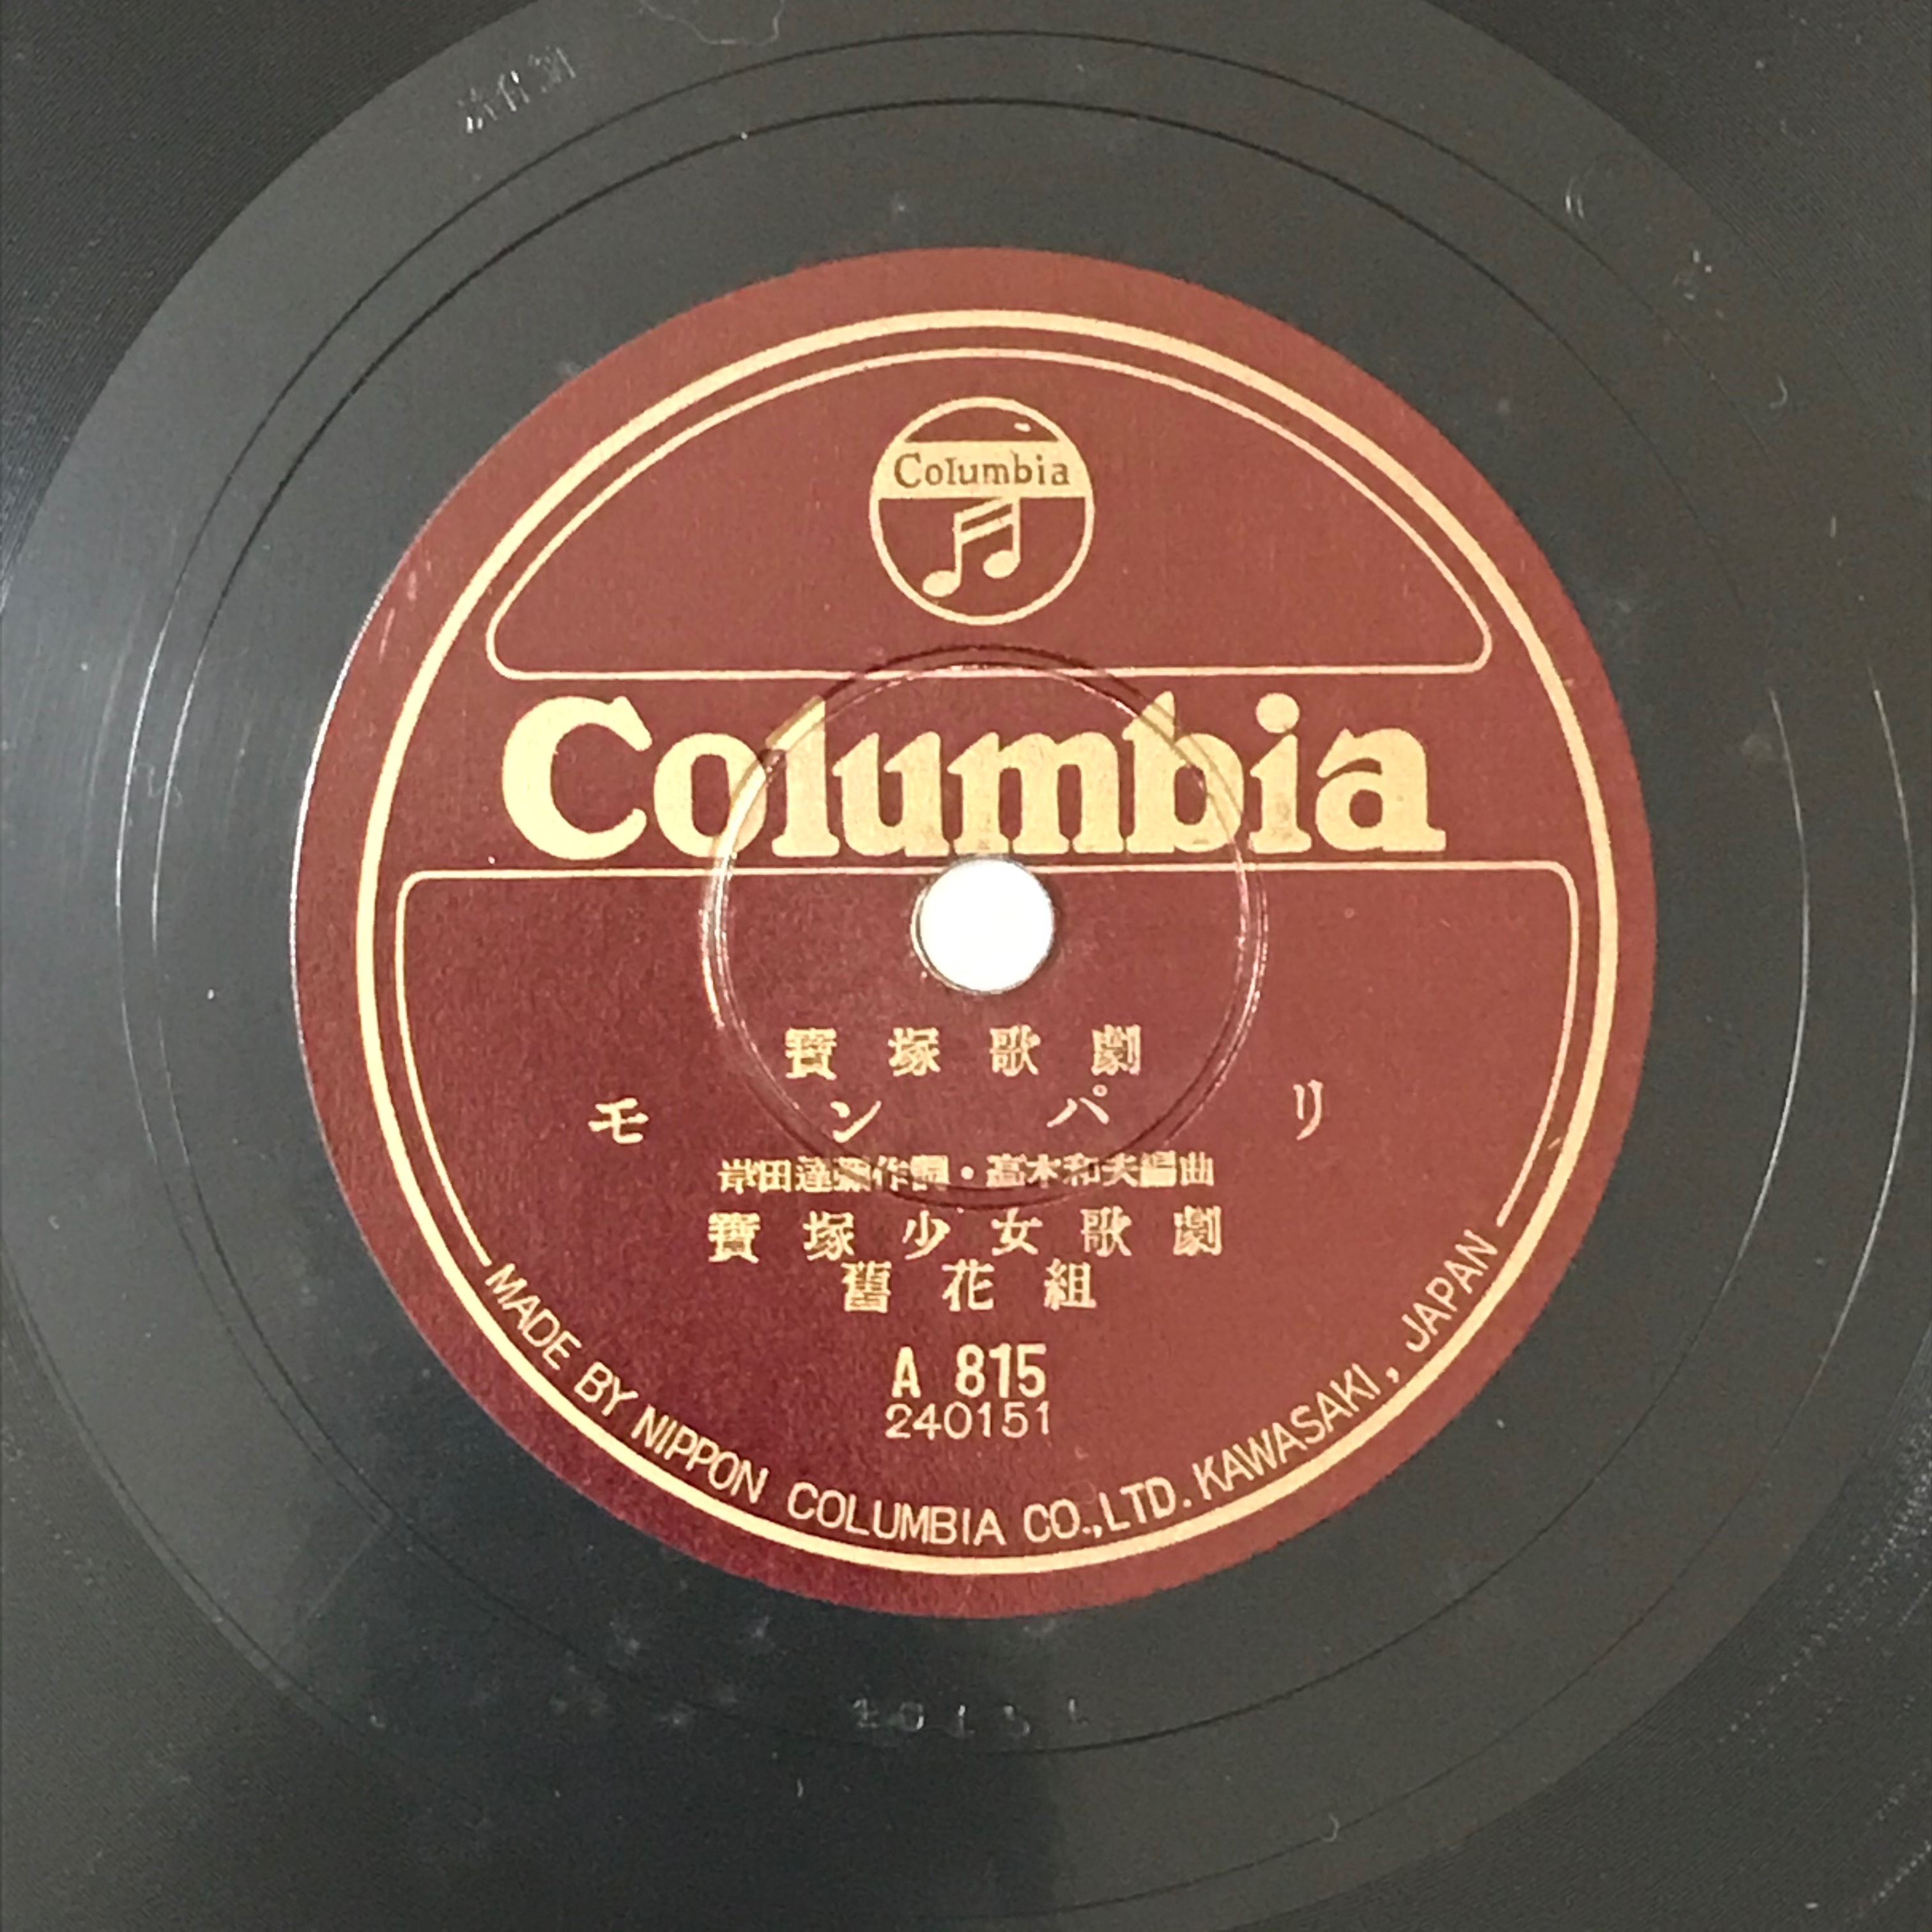 Columbia
Columbia
寶塚歌劇
モンパリ
岸田達彌作詞・髙木和夫編曲
寶塚少女歌劇
舊花組
A 815
240151
MADE BY NIPPON COLUMBIA CO.,LTD. KAWASAKI, JAPAN